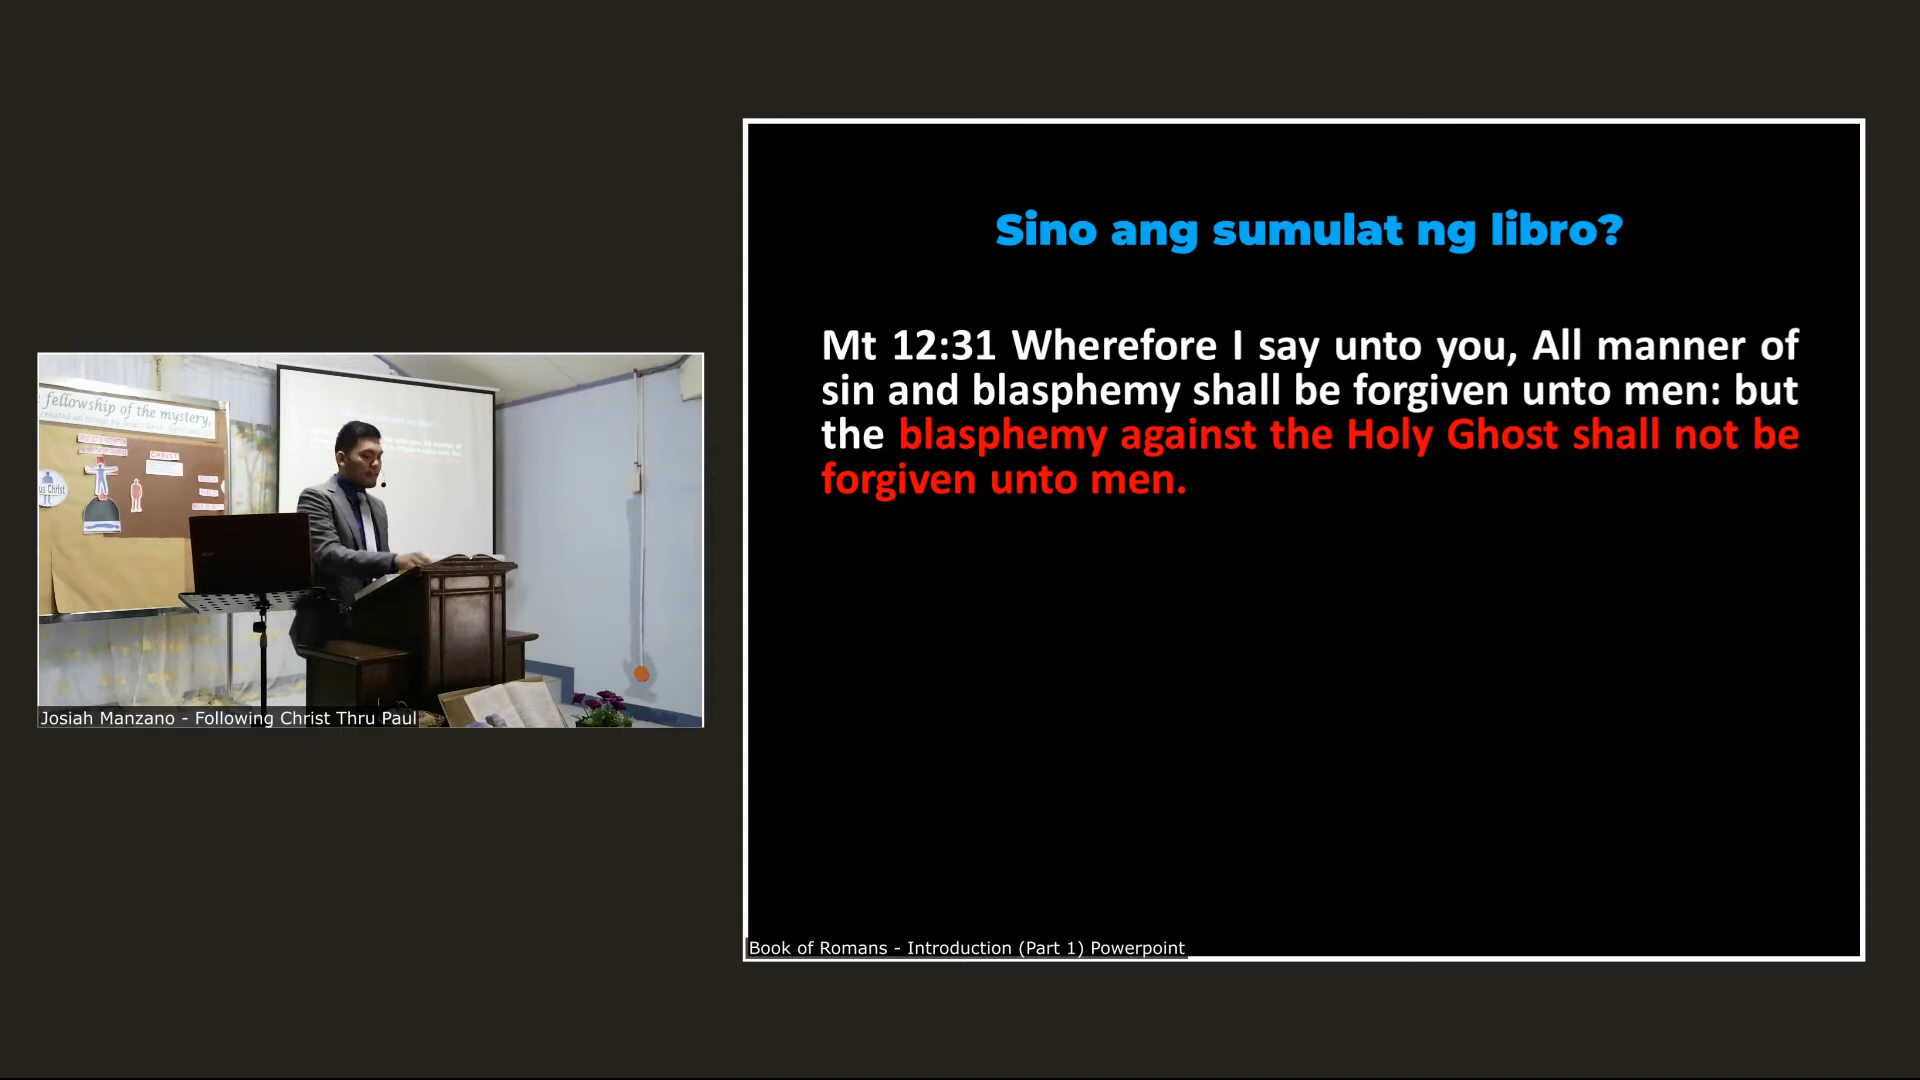 fellowship of the mystery,
CHRIST
us Christ
Josiah Manzano - Following Christ Thru Paul
Sino ang sumulat ng libro?
Mt 12:31 Wherefore I say unto you, All manner of
sin and blasphemy shall be forgiven unto men: but
the blasphemy against the Holy Ghost shall not be
forgiven unto men.
Book of Romans - Introduction (Part 1) Powerpoint